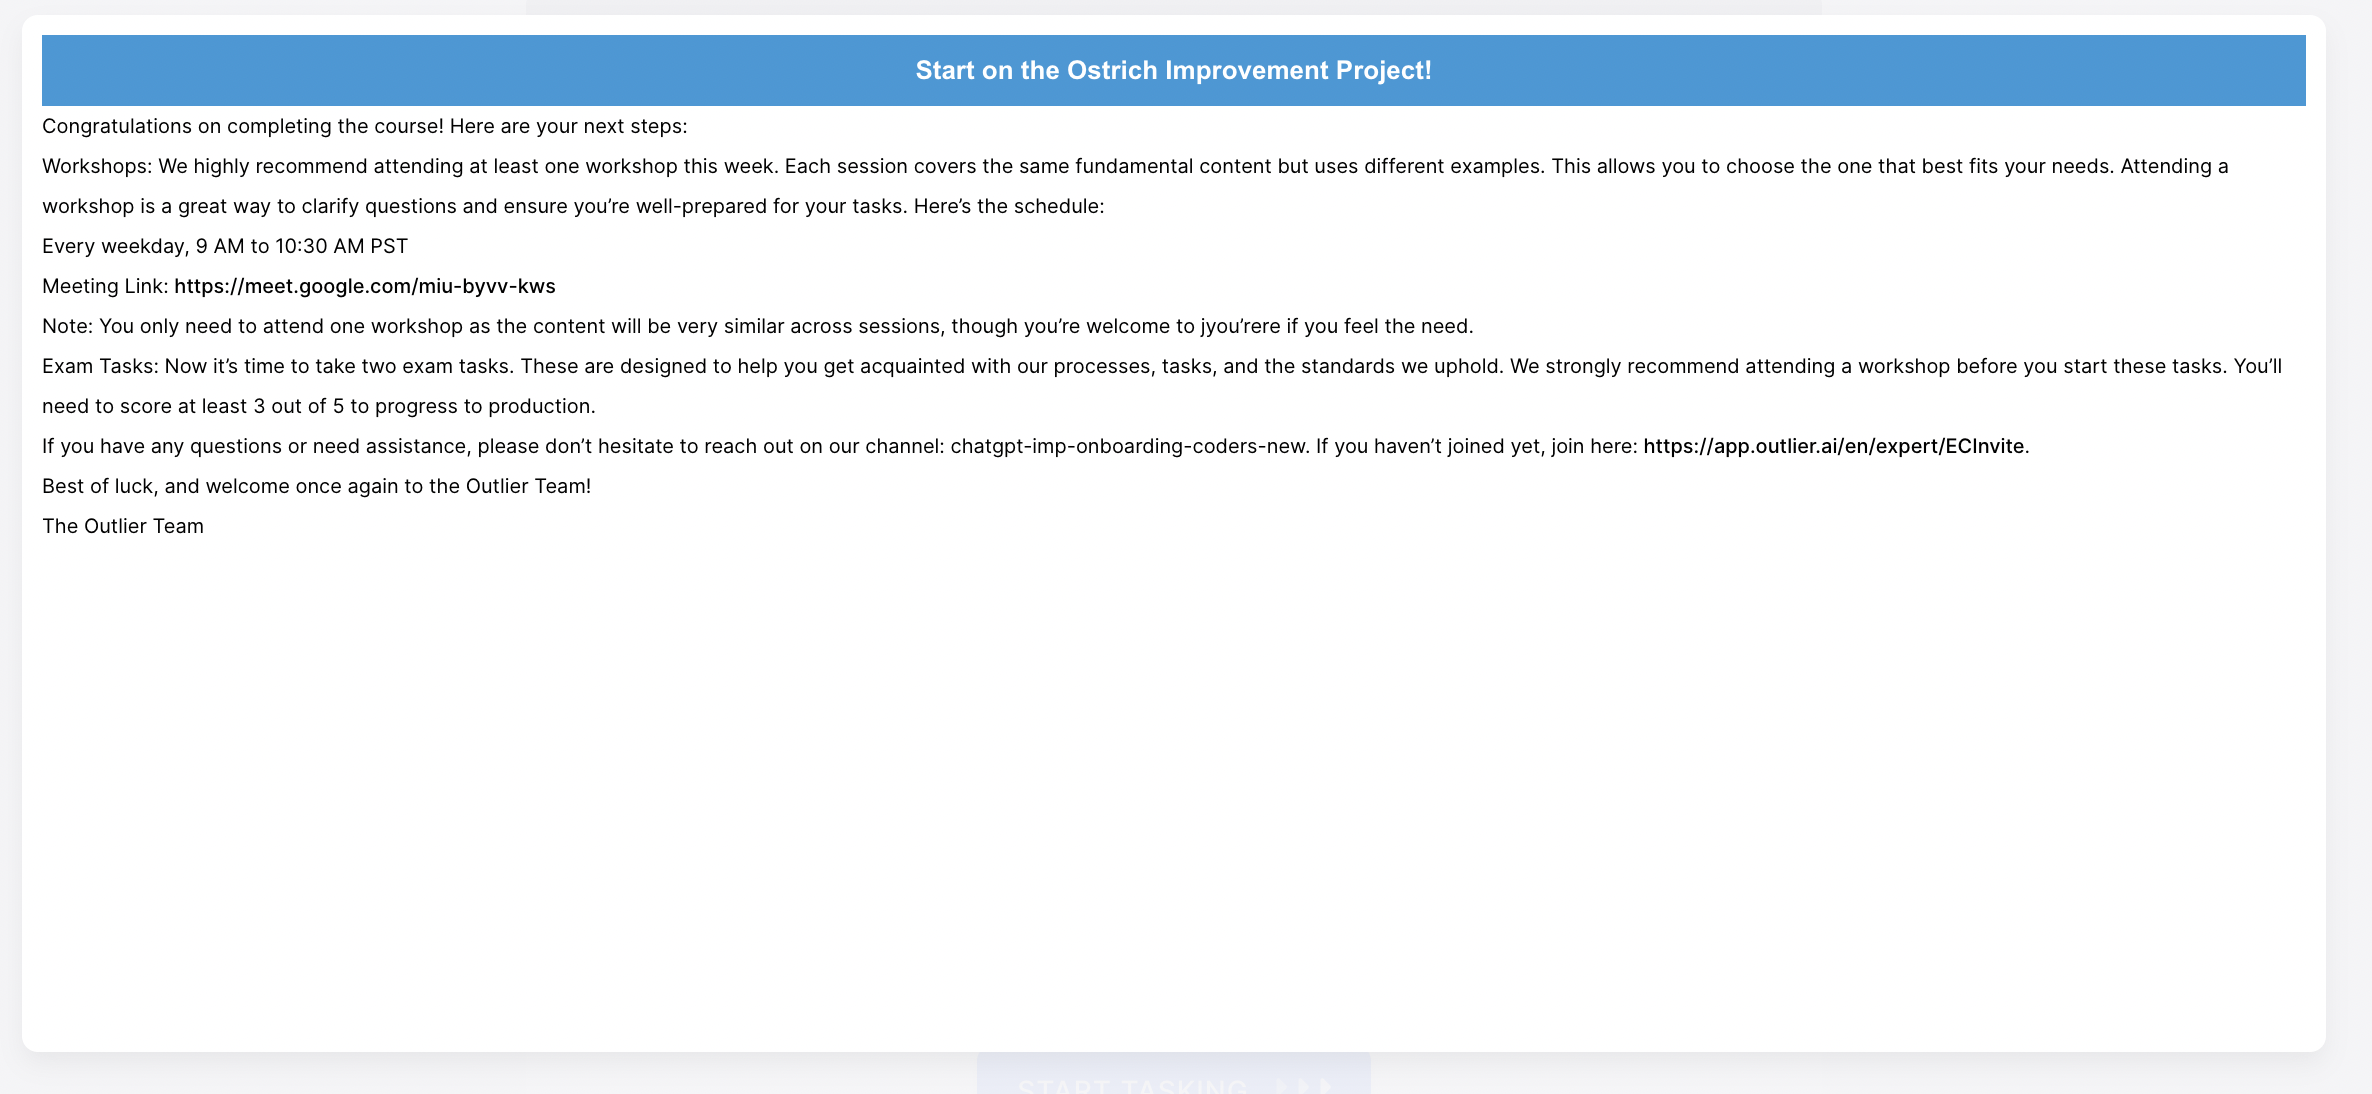 Start on the Ostrich Improvement Project!
Congratulations on completing the course! Here are your next steps:
Workshops: We highly recommend attending at least one workshop this week. Each session covers the same fundamental content but uses different examples. This allows you to choose the one that best fits your needs. Attending a
workshop is a great way to clarify questions and ensure you’re well-prepared for your tasks. Here’s the schedule:
Every weekday, 9 AM to 10:30 AM PST
Meeting Link: https://meet.google.com/miu-byvv-kws
Note: You only need to attend one workshop as the content will be very similar across sessions, though you’re welcome to jyou’rere if you feel the need.
Exam Tasks: Now it’s time to take two exam tasks. These are designed to help you get acquainted with our processes, tasks, and the standards we uphold. We strongly recommend attending a workshop before you start these tasks. You’ll
need to score at least 3 out of 5 to progress to production.
If you have any questions or need assistance, please don’t hesitate to reach out on our channel: chatgpt-imp-onboarding-coders-new. If you haven’t joined yet, join here: https://app.outlier.ai/en/expert/ECInvite.
Best of luck, and welcome once again to the Outlier Team!
The Outlier Team
START TASKING